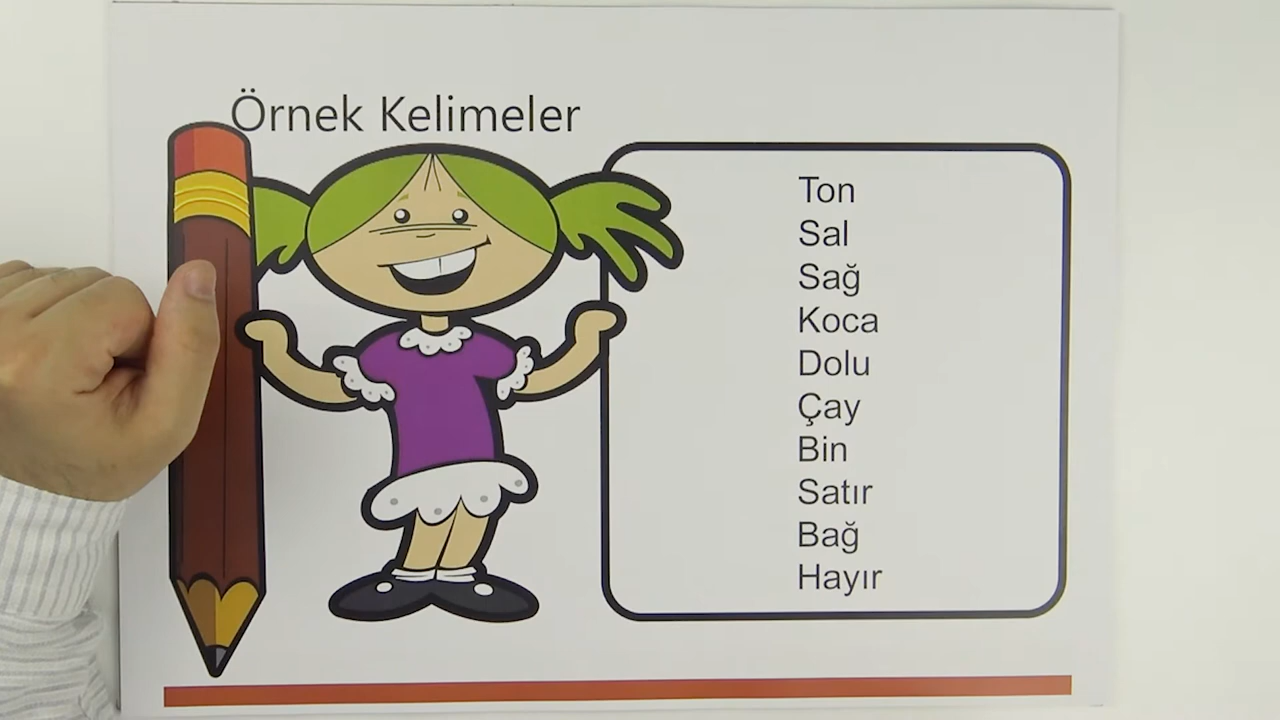 Örnek Kelimeler
Ton
Sal
Sağ
Koca
Dolu
Çay
Bin
Satır
Bağ
Hayır